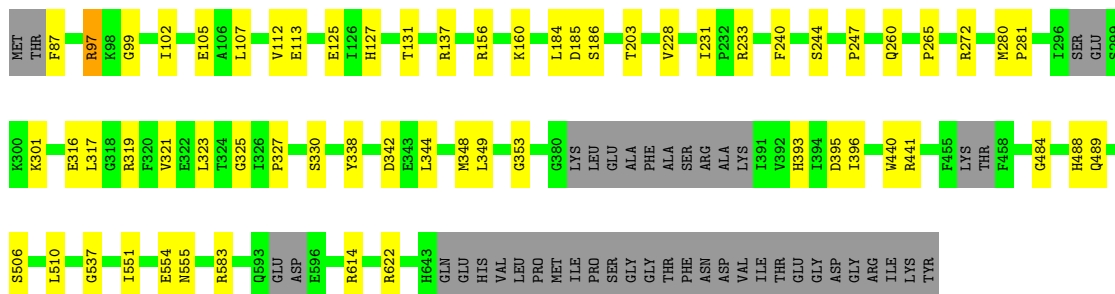 MET THR F87 R97 K98 G99 I102 E105 A106 L107 V112 E113 E125 I126 H127 T131 R137 R156 K160 L184 D185 S186 T203 V228 I231 P232 R233 F240 S244 P247 Q260 P265 R272 M280 P281 I296 SER GLU S299
K300 K301 E316 L317 G318 R319 F320 V321 E322 L323 T324 G325 I326 P327 S330 Y338 D342 E343 L344 M348 L349 G353 G380 LYS LEU GLU ALA PHE ALA SER ARG ALA LYS I391 V392 H393 I394 D395 I396 W440 R441 F455 LYS THR F458 G484 H488 Q489
S506 L510 G537 I551 E554 N555 R583 Q593 GLU ASP E596 R614 R622 H643 GLN GLU HIS VAL LEU PRO MET ILE PRO SER GLY GLY THR PHE ASN ASP VAL ILE THR GLU GLY ASP GLY ARG ILE LYS TYR